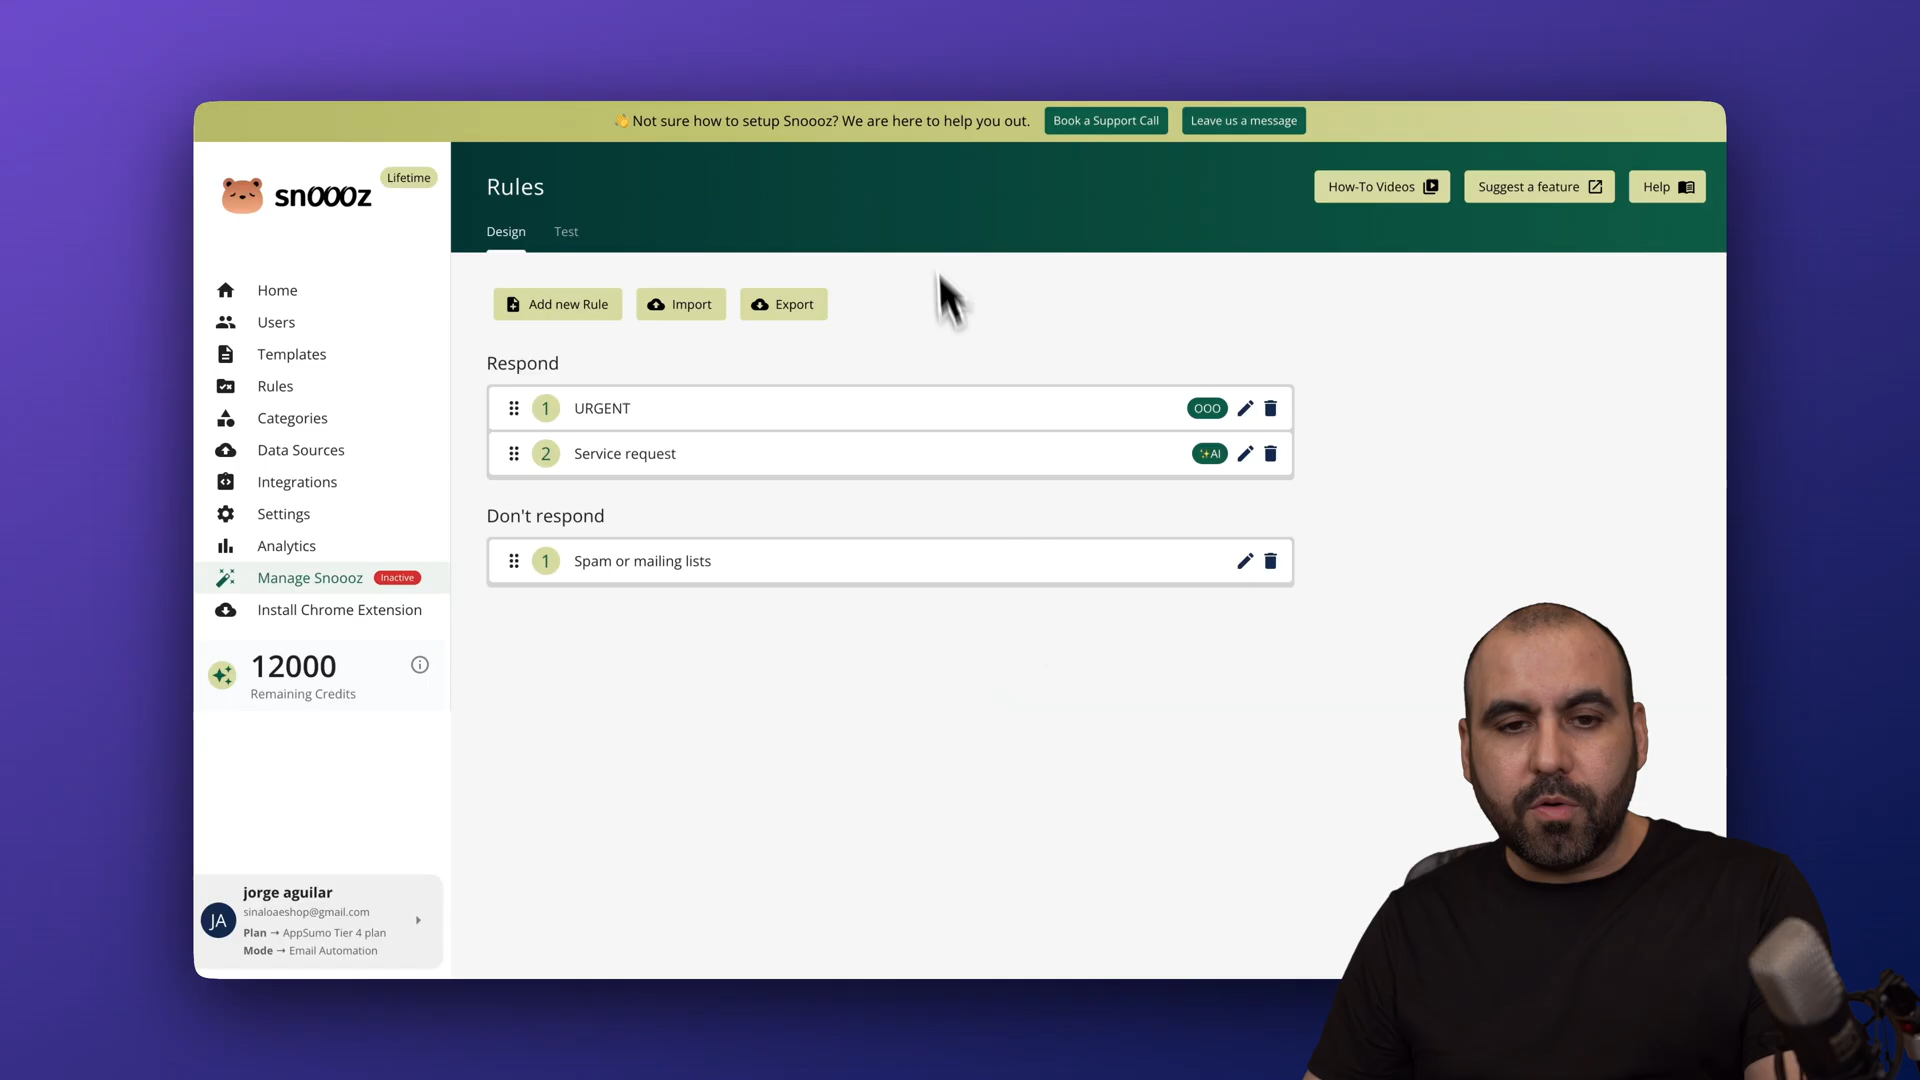 👋 Not sure how to setup Snoooz? We are here to help you out. Book a Support Call Leave us a message
snOOOz Lifetime
Rules
How-To Videos Suggest a feature Help
Design Test
Home
Users
Templates
Rules
Categories
Data Sources
Integrations
Settings
Analytics
Manage Snoooz Inactive
Install Chrome Extension
12000
Remaining Credits
Add new Rule Import Export
Respond
1 URGENT OOO
2 Service request ✨AI
Don't respond
1 Spam or mailing lists
JA
jorge aguilar
sinaloaeshop@gmail.com
Plan → AppSumo Tier 4 plan
Mode → Email Automation